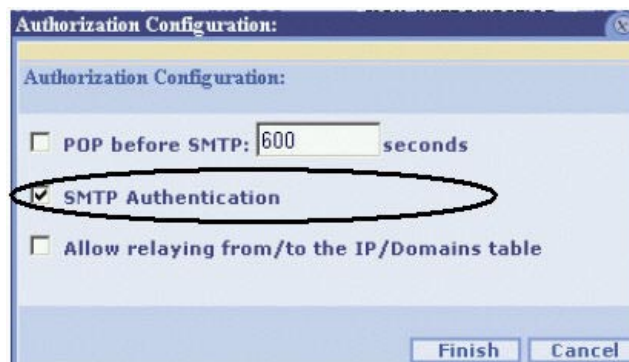 Authorization Configuration:
Authorization Configuration:
POP before SMTP: 600 seconds
SMTP Authentication
Allow relaying from/to the IP/Domains table
Finish Cancel